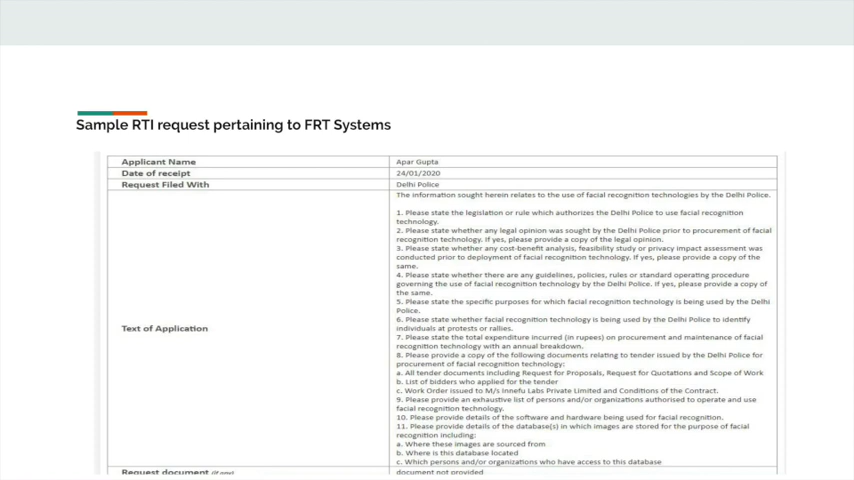 Sample RTI request pertaining to FRT Systems
Applicant Name
Apar Gupta
Date of receipt
24/01/2020
Request Filed With
Delhi Police
Text of Application
The information sought herein relates to the use of facial recognition technologies by the Delhi Police.
1. Please state the legislation or rule which authorizes the Delhi Police to use facial recognition
technology.
2. Please state whether any legal opinion was sought by the Delhi Police prior to procurement of facial
recognition technology. If yes, please provide a copy of the legal opinion.
3. Please state whether any cost-benefit analysis, feasibility study or privacy impact assessment was
conducted prior to deployment of facial recognition technology. If yes, please provide a copy of the
same.
4. Please state whether there are any guidelines, policies, rules or standard operating procedure
governing the use of facial recognition technology by the Delhi Police. If yes, please provide a copy of
the same.
5. Please state the specific purposes for which facial recognition technology is being used by the Delhi
Police.
6. Please state whether facial recognition technology is being used by the Delhi Police to identify
individuals at protests or rallies.
7. Please state the total expenditure incurred (in rupees) on procurement and maintenance of facial
recognition technology with an annual breakdown.
8. Please provide a copy of the following documents relating to tender issued by the Delhi Police for
procurement of facial recognition technology:
a. All tender documents including Request for Proposals, Request for Quotations and Scope of Work
b. List of bidders who applied for the tender
c. Work Order issued to M/s Innefu Labs Private Limited and Conditions of the Contract.
9. Please provide an exhaustive list of persons and/or organizations authorised to operate and use
facial recognition technology.
10. Please provide details of the software and hardware being used for facial recognition.
11. Please provide details of the database(s) in which images are stored for the purpose of facial
recognition including:
a. Where these images are sourced from
b. Where is this database located
c. Which persons and/or organizations who have access to this database
Request document (if any)
document not provided